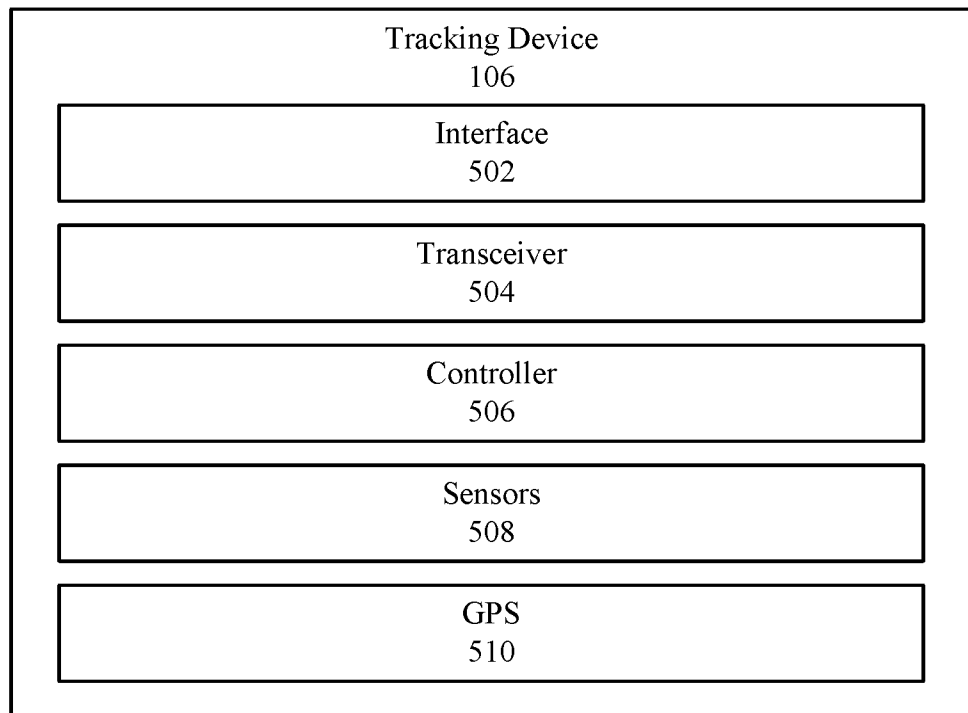 Tracking Device
106
Interface
502
Transceiver
504
Controller
506
Sensors
508
GPS
510